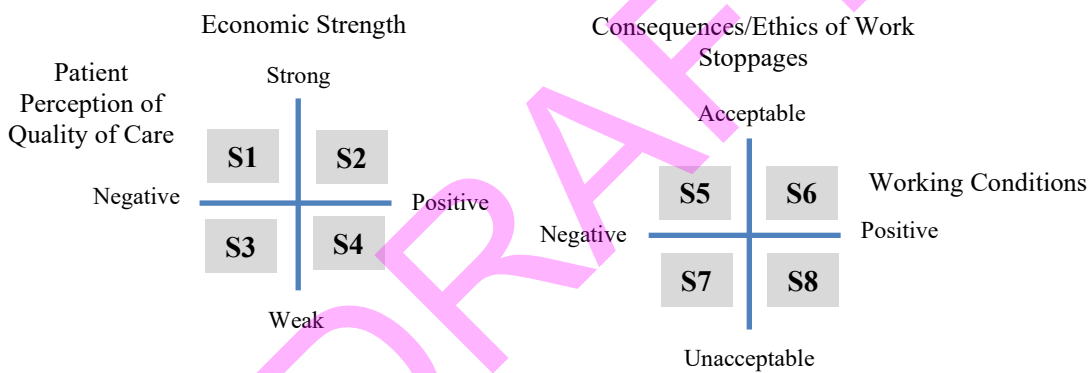 Economic Strength
Patient
Perception of
Quality of Care
Strong
S1
S2
Negative
Positive
S3
S4
Weak
Consequences/Ethics of Work
Stoppages
Acceptable
S5
S6
Working Conditions
Negative
Positive
S7
S8
Unacceptable
DRAF